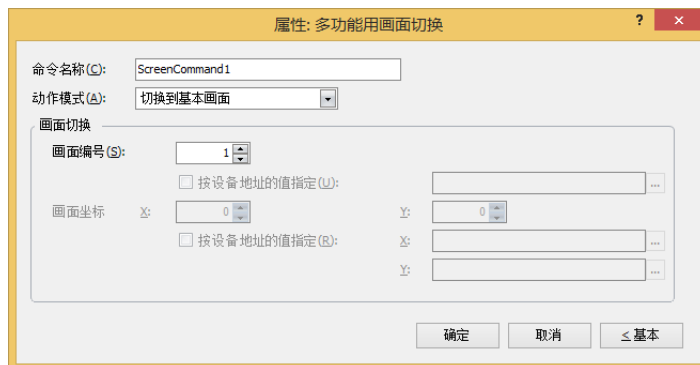 属性: 多功能用画面切换
? ×
命令名称(C): ScreenCommand1
动作模式(A): 切换到基本画面
画面切换
画面编号(S): 1
按设备地址的值指定(U): ...
画面坐标 X: 0 Y: 0
按设备地址的值指定(R): X: ...
Y: ...
确定 取消 ≤基本